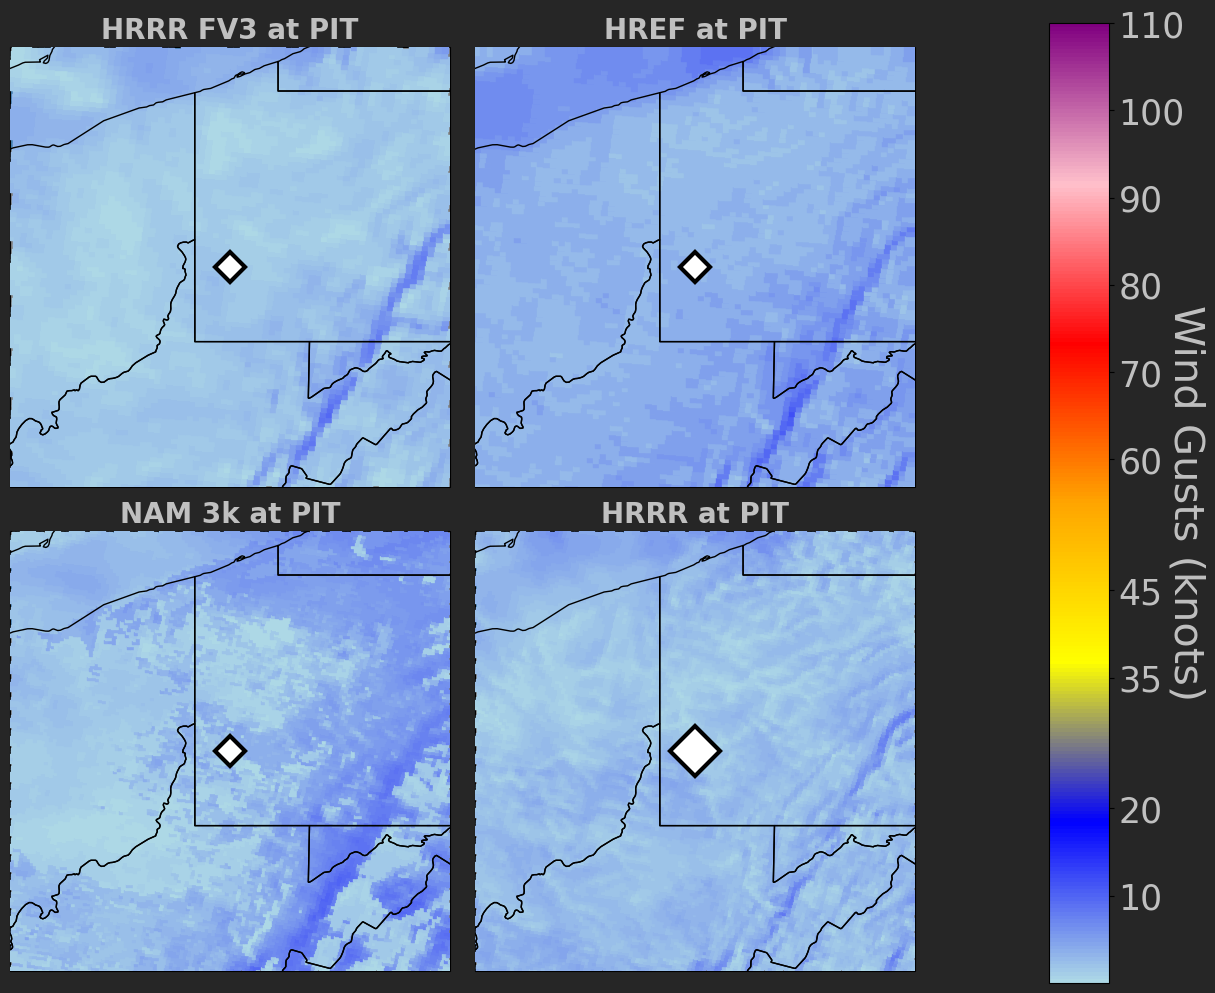 HRRR FV3 at PIT
HREF at PIT
NAM 3k at PIT
HRRR at PIT
110
100
90
80
70
60
45
35
20
10
Wind Gusts (knots)